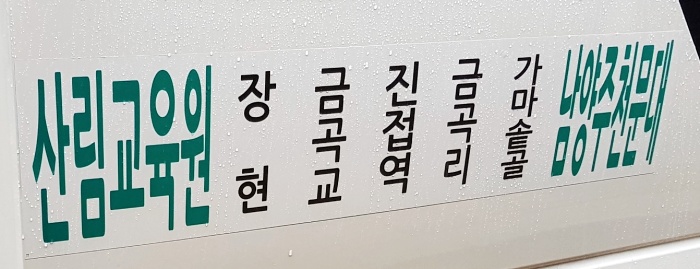 산림교육원
장현
금곡교
진접역
금곡리
가마솥골
남양주천문대